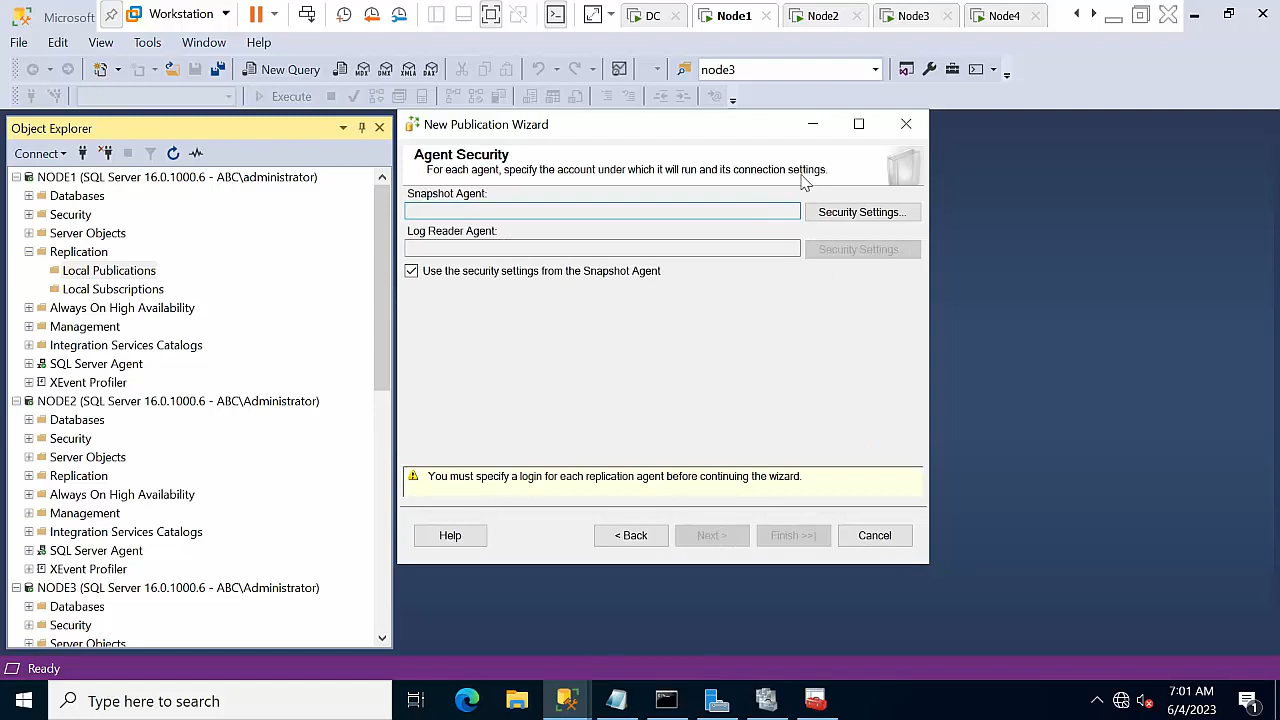 Microsoft
Workstation
DC
Node1
Node2
Node3
Node4
File
Edit
View
Tools
Window
Help
New Query
MDX
DMX
XMLA
DAX
node3
Execute
Object Explorer
Connect
NODE1 (SQL Server 16.0.1000.6 - ABC\administrator)
Databases
Security
Server Objects
Replication
Local Publications
Local Subscriptions
Always On High Availability
Management
Integration Services Catalogs
SQL Server Agent
XEvent Profiler
NODE2 (SQL Server 16.0.1000.6 - ABC\Administrator)
Databases
Security
Server Objects
Replication
Always On High Availability
Management
Integration Services Catalogs
SQL Server Agent
XEvent Profiler
NODE3 (SQL Server 16.0.1000.6 - ABC\Administrator)
Databases
Security
Server Objects
New Publication Wizard
Agent Security
For each agent, specify the account under which it will run and its connection settings.
Snapshot Agent:
Security Settings...
Log Reader Agent:
Security Settings...
Use the security settings from the Snapshot Agent
You must specify a login for each replication agent before continuing the wizard.
Help
< Back
Next >
Finish >>|
Cancel
Ready
Type here to search
7:01 AM
6/4/2023
1